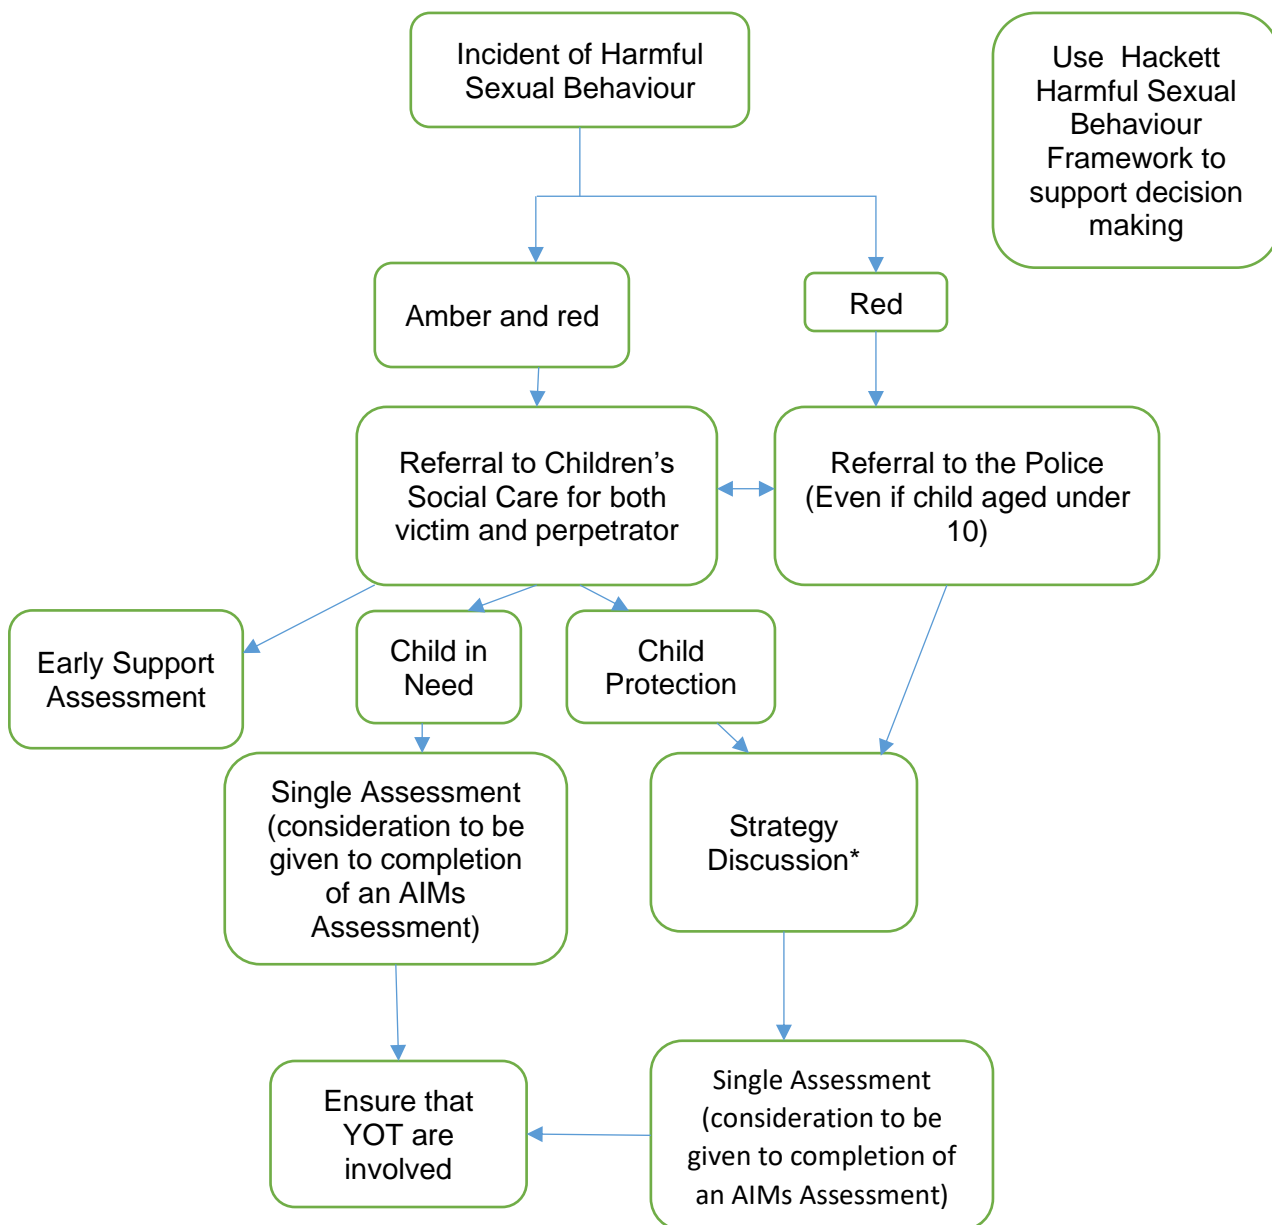 Incident of Harmful
Sexual Behaviour
Use Hackett
Harmful Sexual
Behaviour
Framework to
support decision
making
Amber and red
Red
Referral to Children’s
Social Care for both
victim and perpetrator
Referral to the Police
(Even if child aged under
10)
Early Support
Assessment
Child in
Need
Child
Protection
Single Assessment
(consideration to be
given to completion
of an AIMs
Assessment)
Strategy
Discussion*
Ensure that
YOT are
involved
Single Assessment
(consideration to be
given to completion of
an AIMs Assessment)